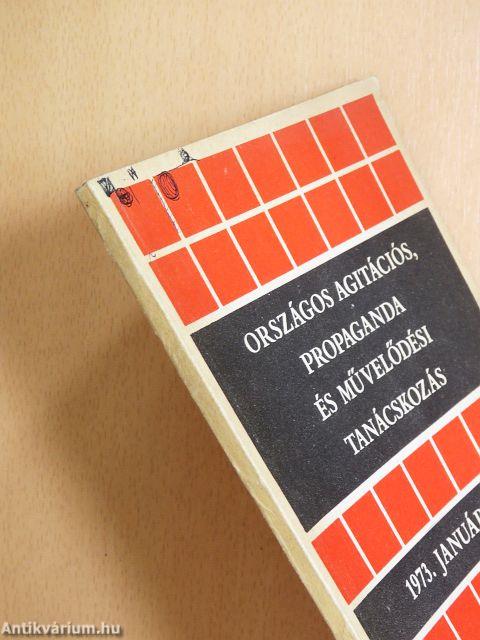 ORSZÁGOS AGITÁCIÓS,
PROPAGANDA
ÉS MŰVELŐDÉSI
TANÁCSKOZÁS
1973. JANUÁR
Antikvárium.hu